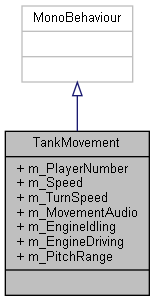 MonoBehaviour
TankMovement
+ m_PlayerNumber
+ m_Speed
+ m_TurnSpeed
+ m_MovementAudio
+ m_EngineIdling
+ m_EngineDriving
+ m_PitchRange